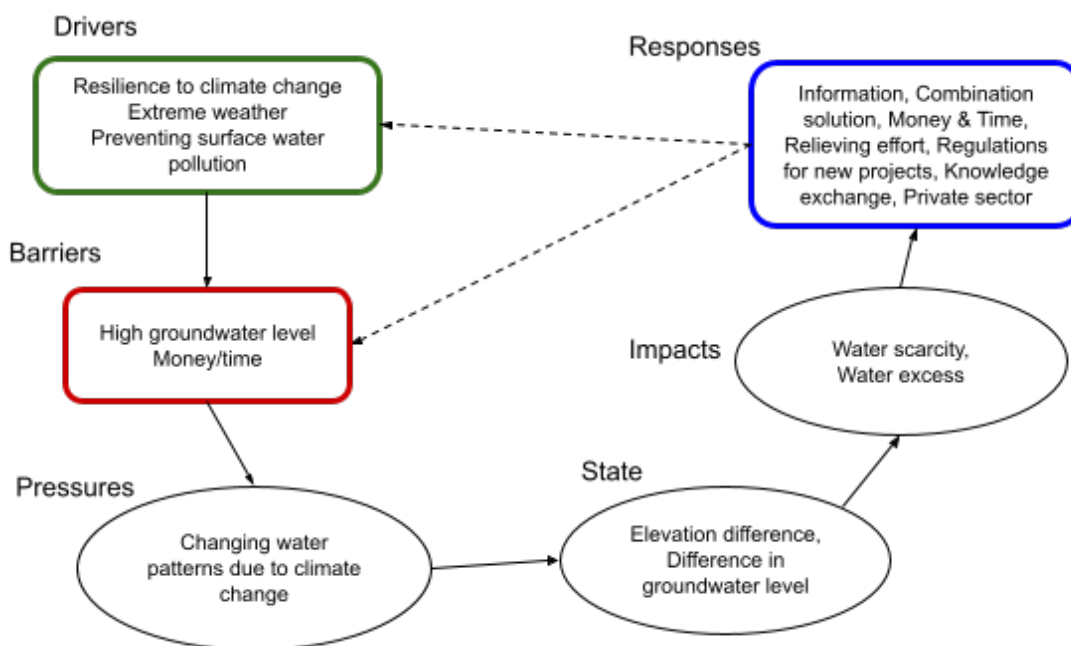 Drivers
Resilience to climate change
Extreme weather
Preventing surface water
pollution
Responses
Information, Combination
solution, Money & Time,
Relieving effort, Regulations
for new projects, Knowledge
exchange, Private sector
Barriers
High groundwater level
Money/time
Impacts
Water scarcity,
Water excess
Pressures
Changing water
patterns due to climate
change
State
Elevation difference,
Difference in
groundwater level